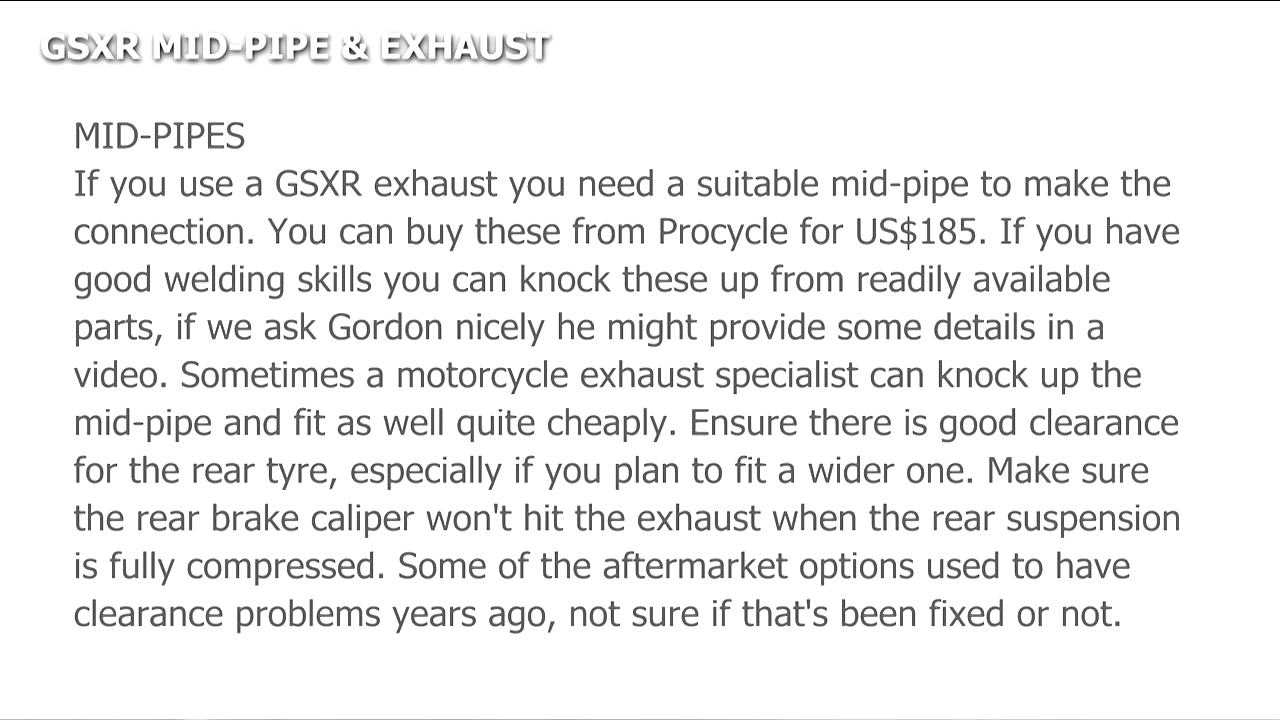 GSXR MID-PIPE & EXHAUST
MID-PIPES
If you use a GSXR exhaust you need a suitable mid-pipe to make the
connection. You can buy these from Procycle for US$185. If you have
good welding skills you can knock these up from readily available
parts, if we ask Gordon nicely he might provide some details in a
video. Sometimes a motorcycle exhaust specialist can knock up the
mid-pipe and fit as well quite cheaply. Ensure there is good clearance
for the rear tyre, especially if you plan to fit a wider one. Make sure
the rear brake caliper won't hit the exhaust when the rear suspension
is fully compressed. Some of the aftermarket options used to have
clearance problems years ago, not sure if that's been fixed or not.